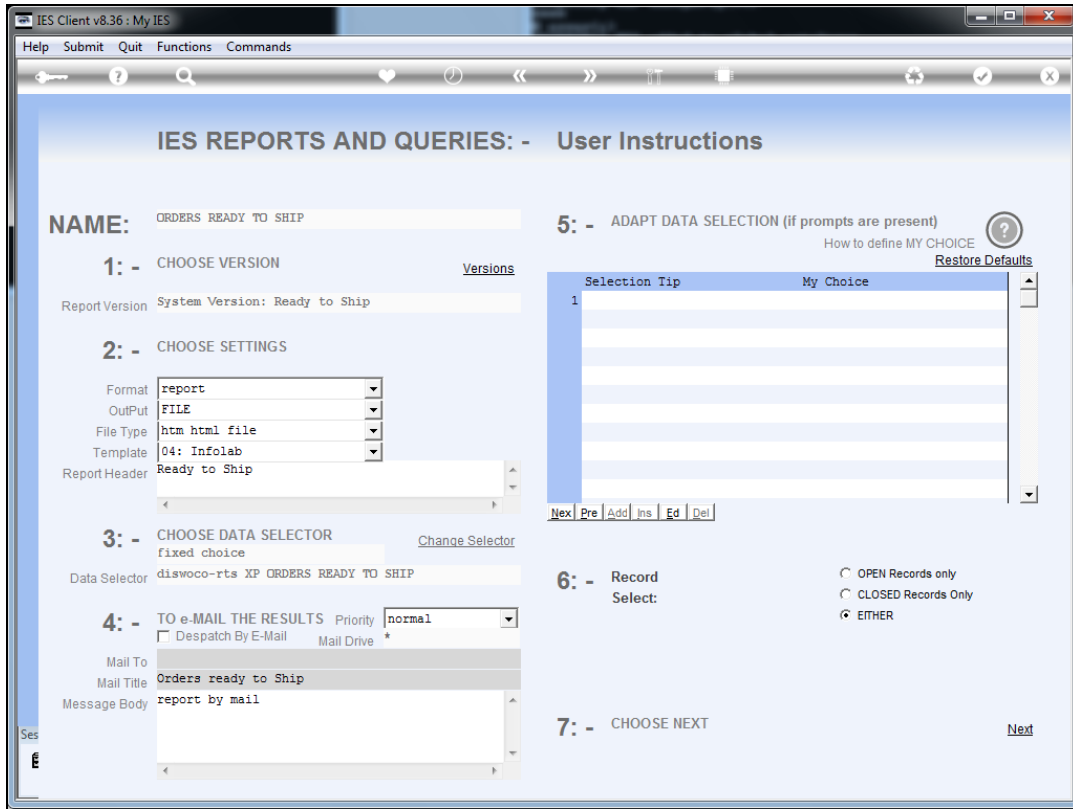 IES Client v8.36 : My IES
Help Submit Quit Functions Commands
IES REPORTS AND QUERIES: - User Instructions
NAME: ORDERS READY TO SHIP
1: - CHOOSE VERSION Versions
Report Version System Version: Ready to Ship
2: - CHOOSE SETTINGS
Format report
OutPut FILE
File Type htm html file
Template 04: Infolab
Report Header Ready to Ship
3: - CHOOSE DATA SELECTOR Change Selector
fixed choice
Data Selector diswoco-rts XP ORDERS READY TO SHIP
4: - TO e-MAIL THE RESULTS Priority normal
Despatch By E-Mail Mail Drive *
Mail To
Mail Title Orders ready to Ship
Message Body report by mail
5: - ADAPT DATA SELECTION (if prompts are present)
How to define MY CHOICE ?
Restore Defaults
Selection Tip My Choice
1
Nex Pre Add Ins Ed Del
6: - Record Select:
OPEN Records only
CLOSED Records Only
EITHER
7: - CHOOSE NEXT Next
Ses